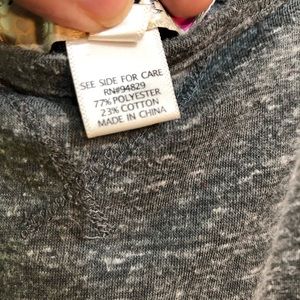 SEE SIDE FOR CARE
RN#94829
77% POLYESTER
23% COTTON
MADE IN CHINA